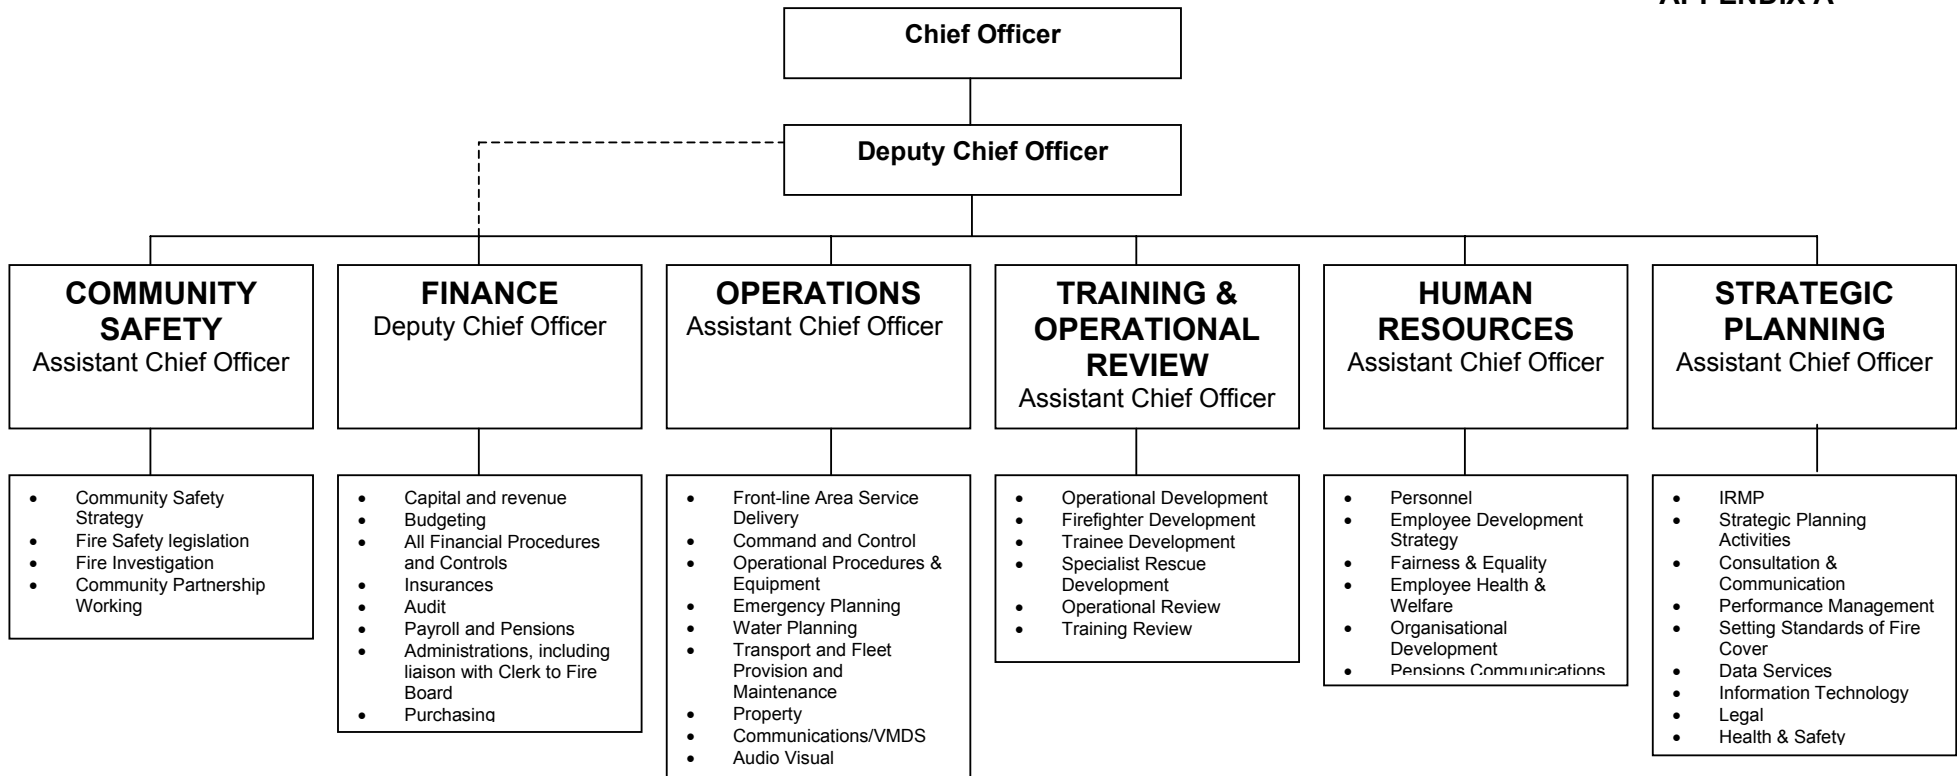 APPENDIX A
Chief Officer
Deputy Chief Officer
COMMUNITY
SAFETY
Assistant Chief Officer
FINANCE
Deputy Chief Officer
OPERATIONS
Assistant Chief Officer
TRAINING &
OPERATIONAL
REVIEW
Assistant Chief Officer
HUMAN
RESOURCES
Assistant Chief Officer
STRATEGIC
PLANNING
Assistant Chief Officer
• Community Safety
Strategy
• Fire Safety legislation
• Fire Investigation
• Community Partnership
Working
• Capital and revenue
• Budgeting
• All Financial Procedures
and Controls
• Insurances
• Audit
• Payroll and Pensions
• Administrations, including
liaison with Clerk to Fire
Board
• Purchasing
• Front-line Area Service
Delivery
• Command and Control
• Operational Procedures &
Equipment
• Emergency Planning
• Water Planning
• Transport and Fleet
Provision and
Maintenance
• Property
• Communications/VMDS
• Audio Visual
• Operational Development
• Firefighter Development
• Trainee Development
• Specialist Rescue
Development
• Operational Review
• Training Review
• Personnel
• Employee Development
Strategy
• Fairness & Equality
• Employee Health &
Welfare
• Organisational
Development
• Pensions Communications
• IRMP
• Strategic Planning
Activities
• Consultation &
Communication
• Performance Management
• Setting Standards of Fire
Cover
• Data Services
• Information Technology
• Legal
• Health & Safety